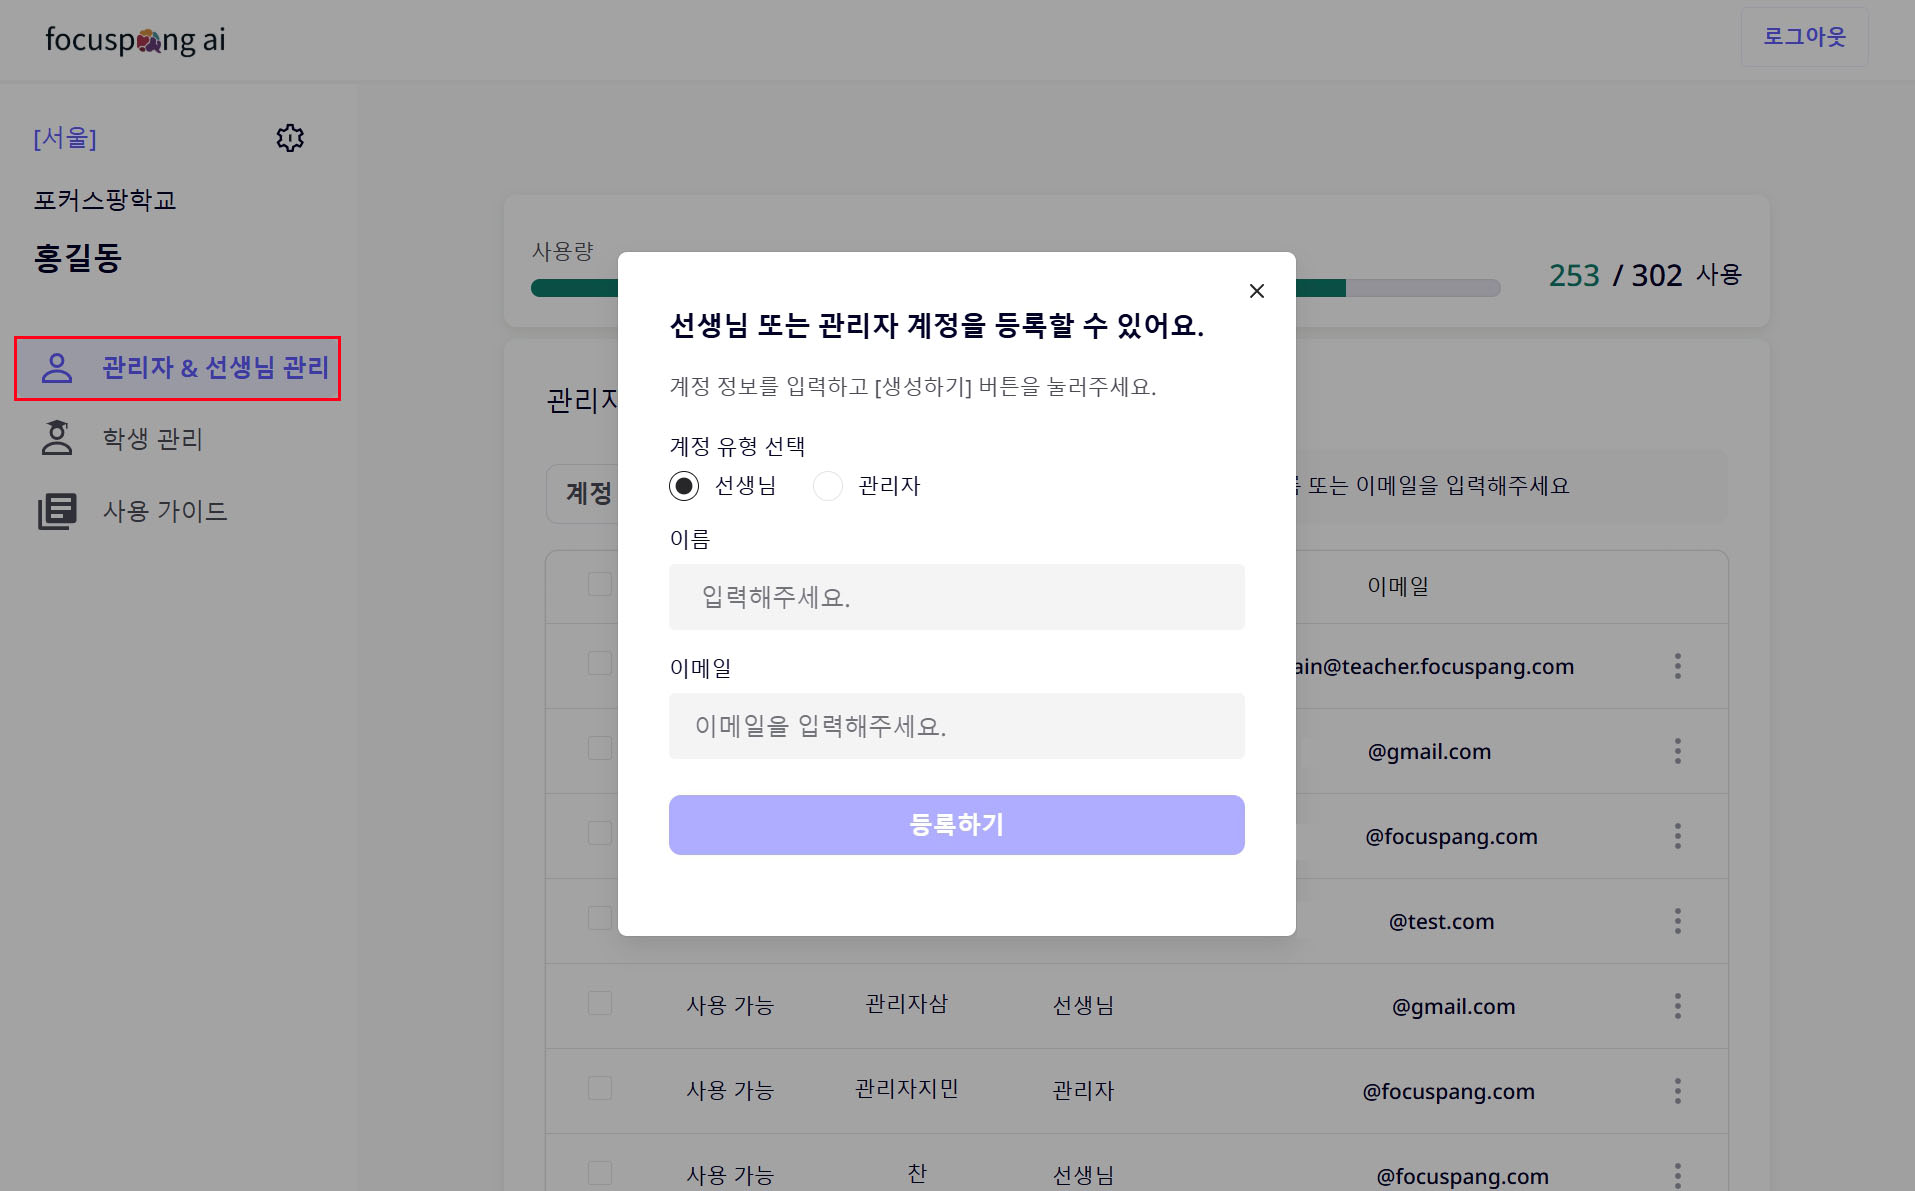 focuspang ai
로그아웃
[서울]
포커스팡학교
홍길동
관리자 & 선생님 관리
학생 관리
사용 가이드
사용량
253 / 302 사용
선생님 또는 관리자 계정을 등록할 수 있어요.
계정 정보를 입력하고 [생성하기] 버튼을 눌러주세요.
계정 유형 선택
선생님 관리자
이름
입력해주세요.
이메일
이메일을 입력해주세요.
등록하기
계정
또는 이메일을 입력해주세요
이메일
ain@teacher.focuspang.com
@gmail.com
@focuspang.com
@test.com
사용 가능 관리자삼 선생님 @gmail.com
사용 가능 관리자지민 관리자 @focuspang.com
사용 가능 찬 선생님 @focuspang.com